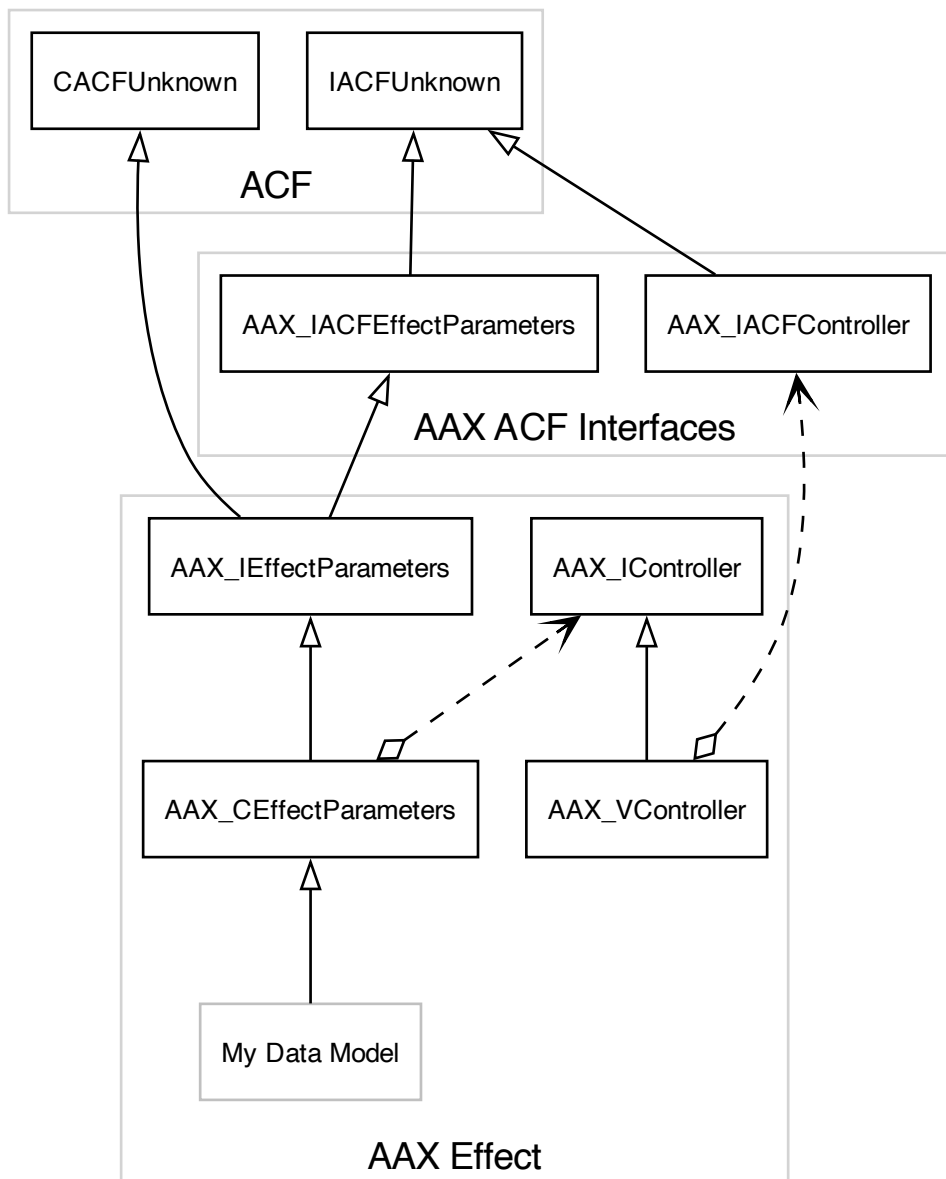 CACFUnknown
IACFUnknown
ACF
AAX_IACFEffectParameters
AAX_IACFController
AAX ACF Interfaces
AAX_IEffectParameters
AAX_IController
AAX_CEffectParameters
AAX_VController
My Data Model
AAX Effect